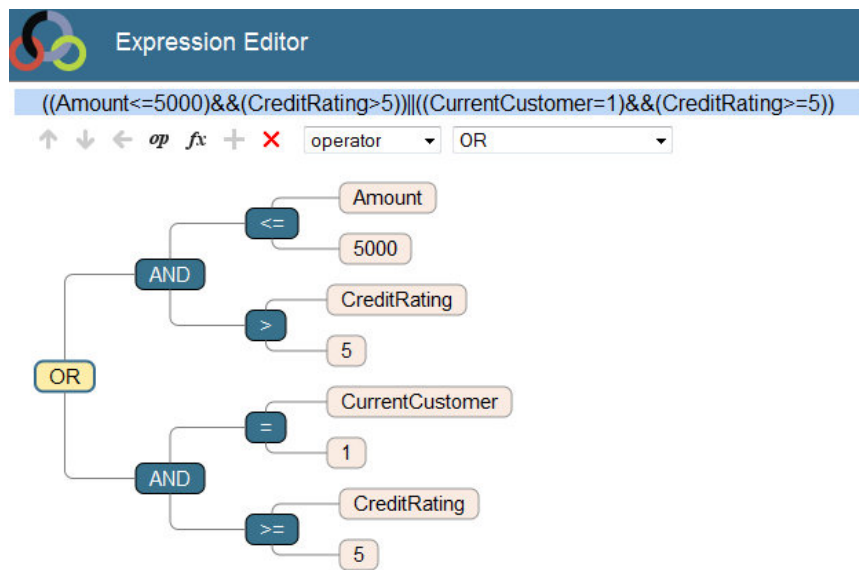 Expression Editor
((Amount<=5000)&&(CreditRating>5))||((CurrentCustomer=1)&&(CreditRating>=5))
op fx operator OR
Amount
<=
5000
AND
CreditRating
>
5
OR
CurrentCustomer
=
1
AND
CreditRating
>=
5